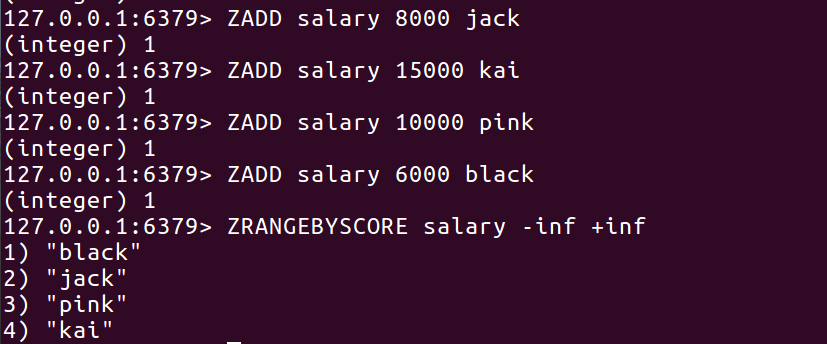 127.0.0.1:6379> ZADD salary 8000 jack
(integer) 1
127.0.0.1:6379> ZADD salary 15000 kai
(integer) 1
127.0.0.1:6379> ZADD salary 10000 pink
(integer) 1
127.0.0.1:6379> ZADD salary 6000 black
(integer) 1
127.0.0.1:6379> ZRANGEBYSCORE salary -inf +inf
1) "black"
2) "jack"
3) "pink"
4) "kai"